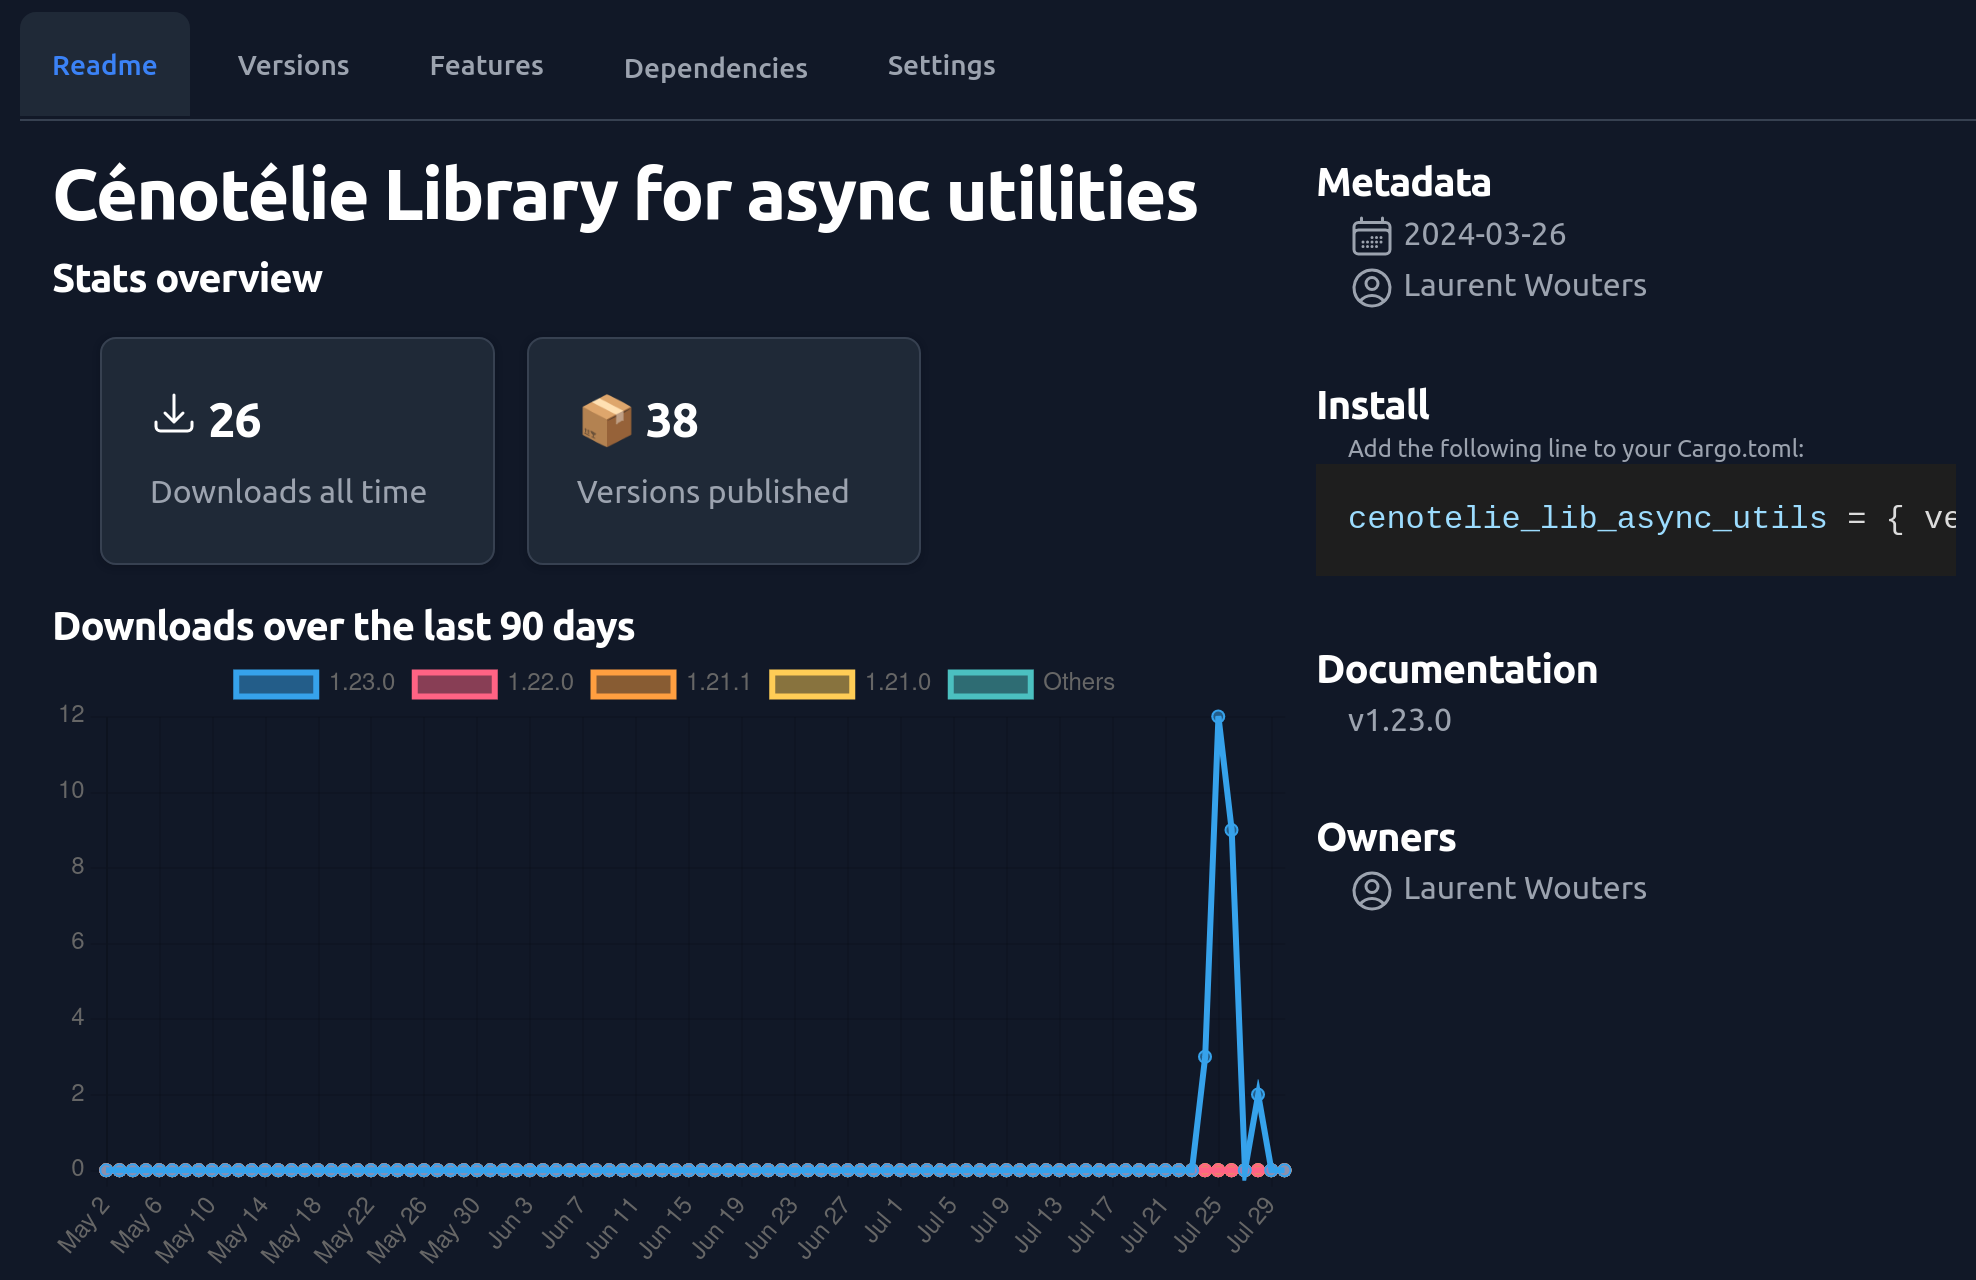 Readme
Versions
Features
Dependencies
Settings
Cénotélie Library for async utilities
Stats overview
26
Downloads all time
38
Versions published
Downloads over the last 90 days
1.23.0
1.22.0
1.21.1
1.21.0
Others
12
10
8
6
4
2
0
May 2
May 6
May 10
May 14
May 18
May 22
May 26
May 30
Jun 3
Jun 7
Jun 11
Jun 15
Jun 19
Jun 23
Jun 27
Jul 1
Jul 5
Jul 9
Jul 13
Jul 17
Jul 21
Jul 25
Jul 29
Metadata
2024-03-26
Laurent Wouters
Install
Add the following line to your Cargo.toml:
cenotelie_lib_async_utils = { ve
Documentation
v1.23.0
Owners
Laurent Wouters